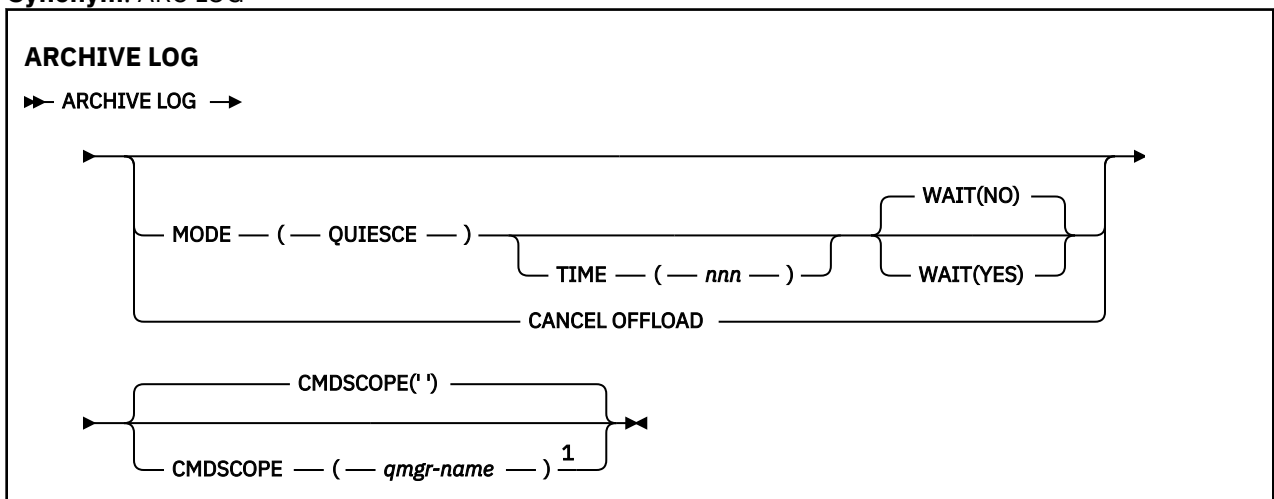 Synonym: ARC LOG
ARCHIVE LOG
ARCHIVE LOG
WAIT(NO)
MODE ( QUIESCE )
TIME ( nnn )
WAIT(YES)
CANCEL OFFLOAD
CMDSCOPE(' ')
CMDSCOPE ( qmgr-name ) 1